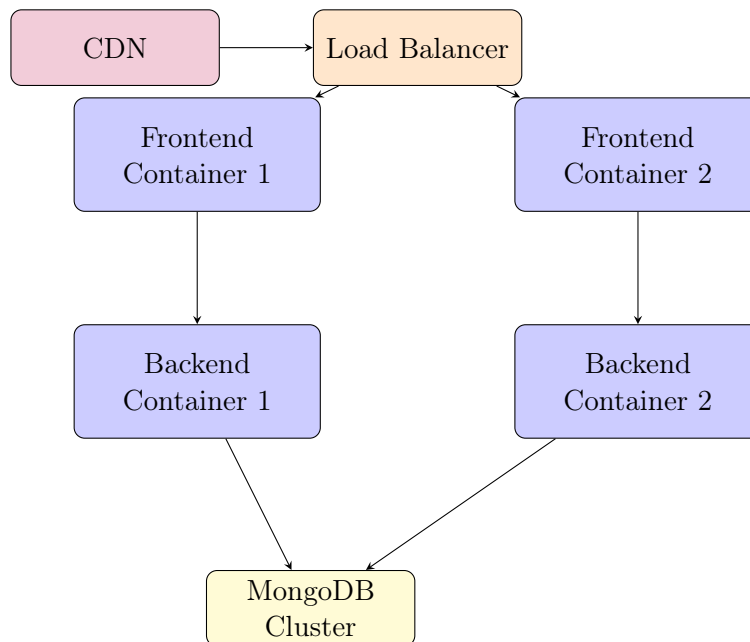 CDN
Load Balancer
Frontend
Container 1
Frontend
Container 2
Backend
Container 1
Backend
Container 2
MongoDB
Cluster